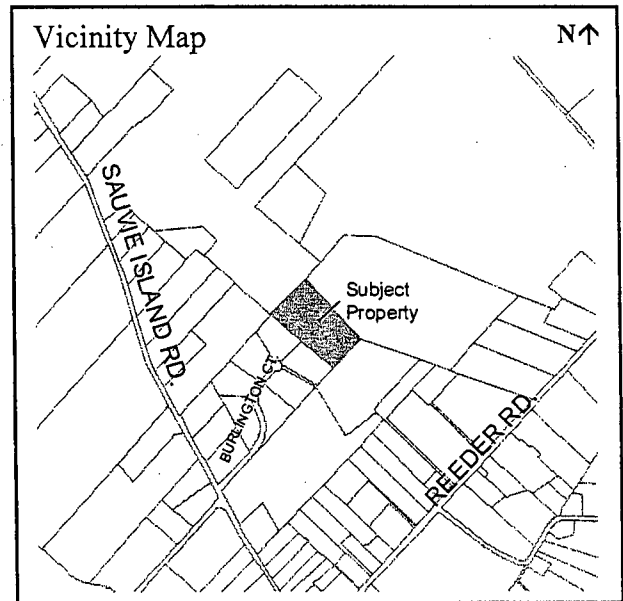 Vicinity Map
N↑
SAUVIE ISLAND RD.
Subject
Property
BURLINGTON CT.
REEDER RD